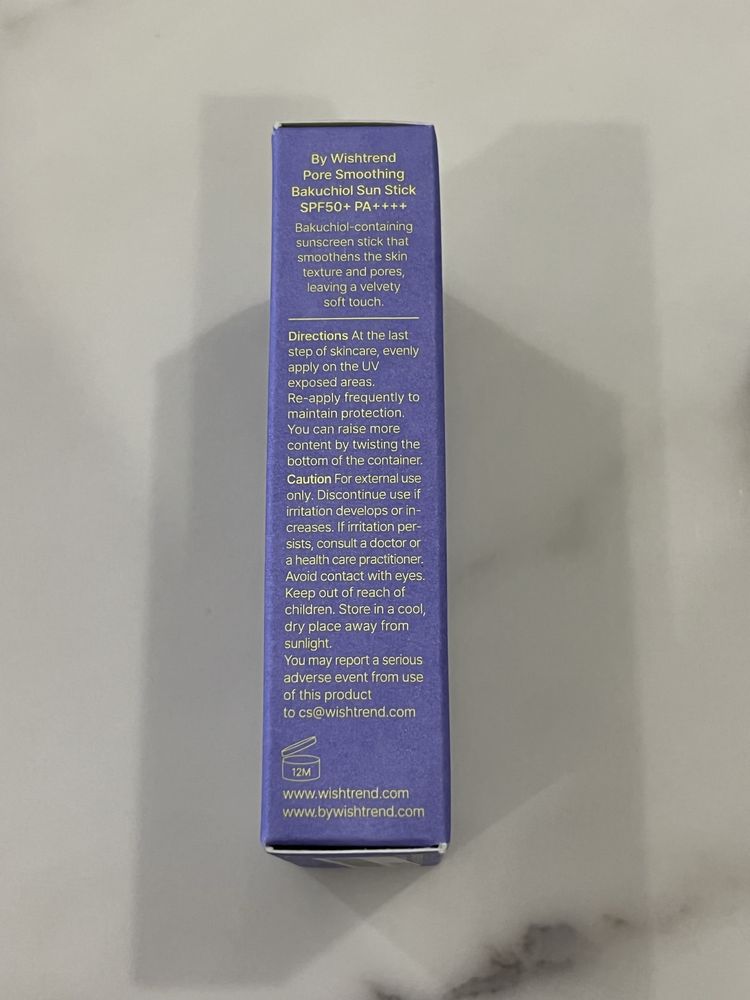 By Wishtrend
Pore Smoothing
Bakuchiol Sun Stick
SPF50+ PA++++
Bakuchiol-containing
sunscreen stick that
smoothens the skin
texture and pores,
leaving a velvety
soft touch.
Directions At the last
step of skincare, evenly
apply on the UV
exposed areas.
Re-apply frequently to
maintain protection.
You can raise more
content by twisting the
bottom of the container.
Caution For external use
only. Discontinue use if
irritation develops or in-
creases. If irritation per-
sists, consult a doctor or
a health care practitioner.
Avoid contact with eyes.
Keep out of reach of
children. Store in a cool,
dry place away from
sunlight.
You may report a serious
adverse event from use
of this product
to cs@wishtrend.com
12M
www.wishtrend.com
www.bywishtrend.com